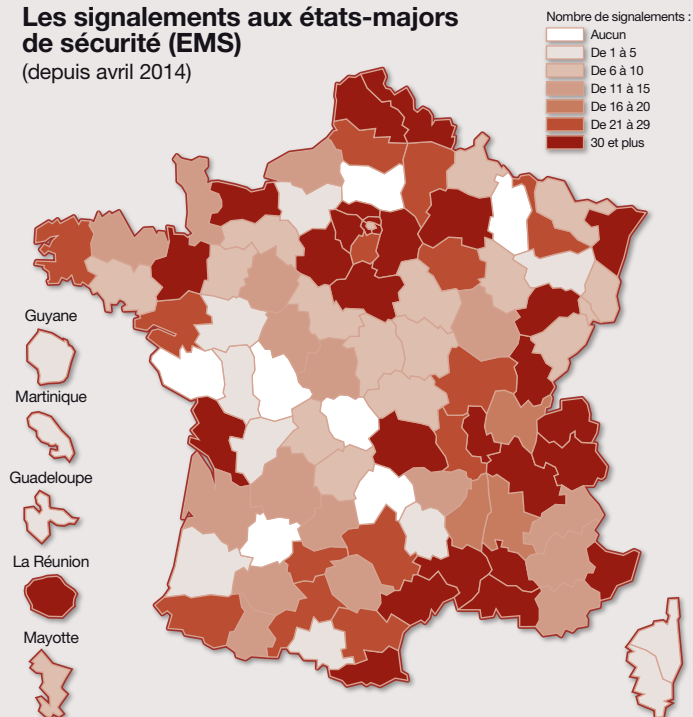 Les signalements aux états-majors
de sécurité (EMS)
(depuis avril 2014)
Nombre de signalements :
Aucun
De 1 à 5
De 6 à 10
De 11 à 15
De 16 à 20
De 21 à 29
30 et plus
Guyane
Martinique
Guadeloupe
La Réunion
Mayotte